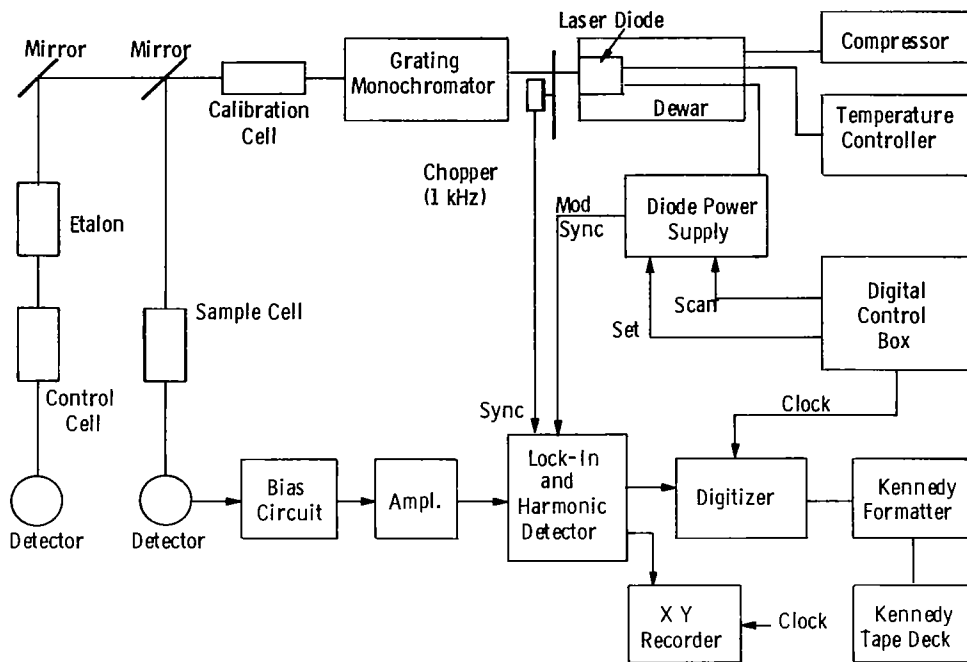 Laser Diode
Mirror
Mirror
Compressor
Grating
Monochromator
Calibration
Cell
Dewar
Temperature
Controller
Chopper
(1 kHz)
Mod
Sync
Diode Power
Supply
Etalon
Digital
Control
Box
Scan
Set
Sample Cell
Control
Cell
Sync
Clock
Lock-In
and
Harmonic
Detector
Bias
Circuit
Ampl.
Digitizer
Kennedy
Formatter
Detector
Detector
X Y
Recorder
Clock
Kennedy
Tape Deck